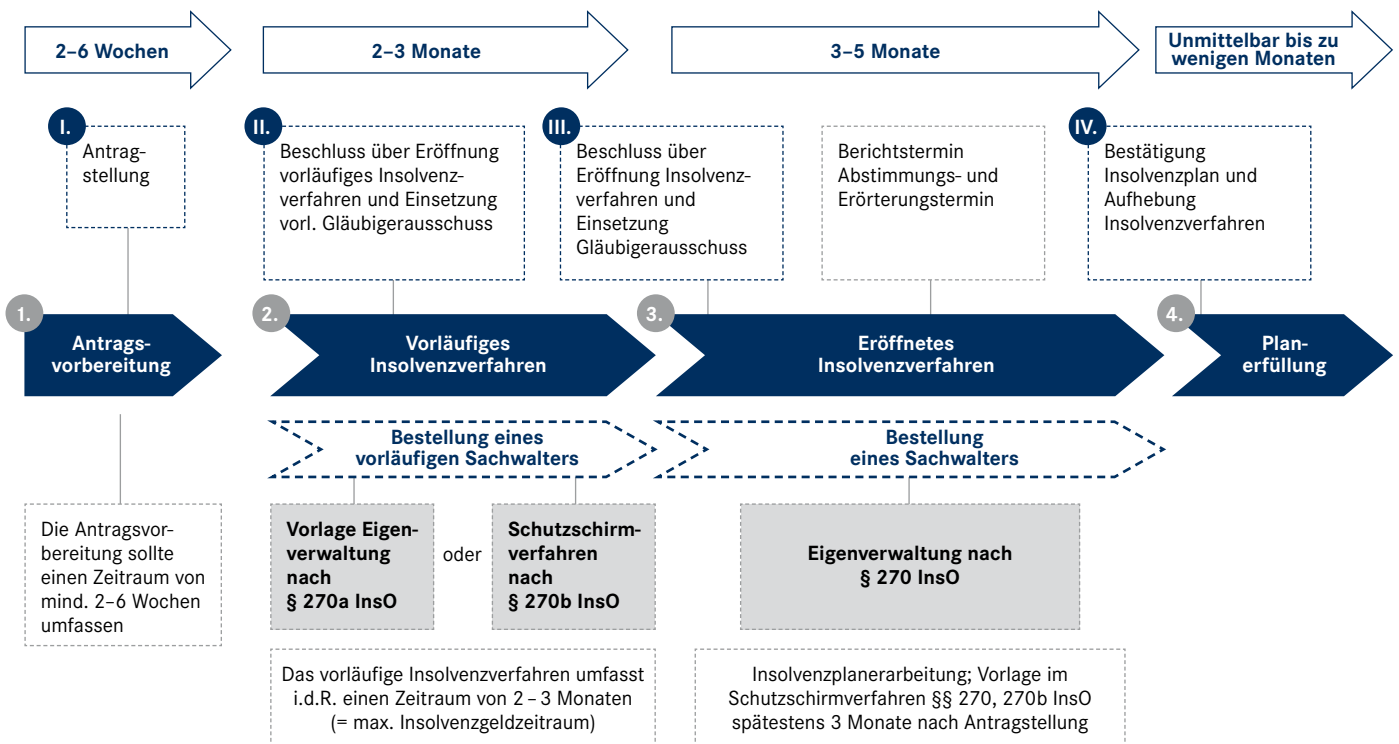 2–6 Wochen
2–3 Monate
3–5 Monate
Unmittelbar bis zu
wenigen Monaten
I.
Antrag-
stellung
II.
Beschluss über Eröffnung
vorläufiges Insolvenz-
verfahren und Einsetzung
vorl. Gläubigerausschuss
III.
Beschluss über
Eröffnung Insolvenz-
verfahren und
Einsetzung
Gläubigerausschuss
Berichtstermin
Abstimmungs- und
Erörterungstermin
IV.
Bestätigung
Insolvenzplan und
Aufhebung
Insolvenzverfahren
1.
Antrags-
vorbereitung
2.
Vorläufiges
Insolvenzverfahren
3.
Eröffnetes
Insolvenzverfahren
4.
Plan-
erfüllung
Bestellung eines
vorläufigen Sachwalters
Bestellung
eines Sachwalters
Die Antragsvor-
bereitung sollte
einen Zeitraum von
mind. 2–6 Wochen
umfassen
Vorlage Eigen-
verwaltung
nach
§ 270a InsO
oder
Schutzschirm-
verfahren
nach
§ 270b InsO
Eigenverwaltung nach
§ 270 InsO
Das vorläufige Insolvenzverfahren umfasst
i.d.R. einen Zeitraum von 2 – 3 Monaten
(= max. Insolvenzgeldzeitraum)
Insolvenzplanerarbeitung; Vorlage im
Schutzschirmverfahren §§ 270, 270b InsO
spätestens 3 Monate nach Antragstellung